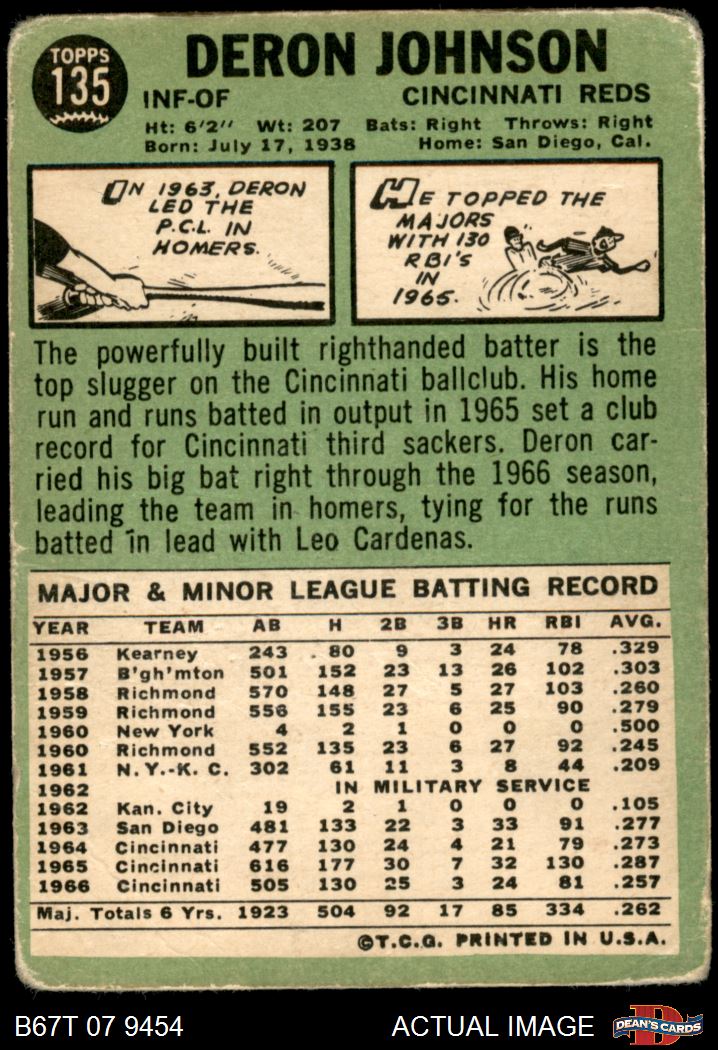 TOPPS
135
DERON JOHNSON
INF-OF CINCINNATI REDS
Ht: 6'2" Wt: 207 Bats: Right Throws: Right
Born: July 17, 1938 Home: San Diego, Cal.
ON 1963, DERON
LED THE
P.C.L. IN
HOMERS.
HE TOPPED THE
MAJORS
WITH 130
RBI'S
IN
1965.
The powerfully built righthanded batter is the
top slugger on the Cincinnati ballclub. His home
run and runs batted in output in 1965 set a club
record for Cincinnati third sackers. Deron car-
ried his big bat right through the 1966 season,
leading the team in homers, tying for the runs
batted in lead with Leo Cardenas.
MAJOR & MINOR LEAGUE BATTING RECORD
YEAR TEAM AB H 2B 3B HR RBI AVG.
1956 Kearney 243 80 9 3 24 78 .329
1957 B'gh'mton 501 152 23 13 26 102 .303
1958 Richmond 570 148 27 5 27 103 .260
1959 Richmond 556 155 23 6 25 90 .279
1960 New York 4 2 1 0 0 0 .500
1960 Richmond 552 135 23 6 27 92 .245
1961 N.Y.-K.C. 302 61 11 3 8 44 .209
1962 IN MILITARY SERVICE
1962 Kan. City 19 2 1 0 0 0 .105
1963 San Diego 481 133 22 3 33 91 .277
1964 Cincinnati 477 130 24 4 21 79 .273
1965 Cincinnati 616 177 30 7 32 130 .287
1966 Cincinnati 505 130 25 3 24 81 .257
Maj. Totals 6 Yrs. 1923 504 92 17 85 334 .262
©T.C.G. PRINTED IN U.S.A.
B67T 07 9454 ACTUAL IMAGE DEAN'S CARDS